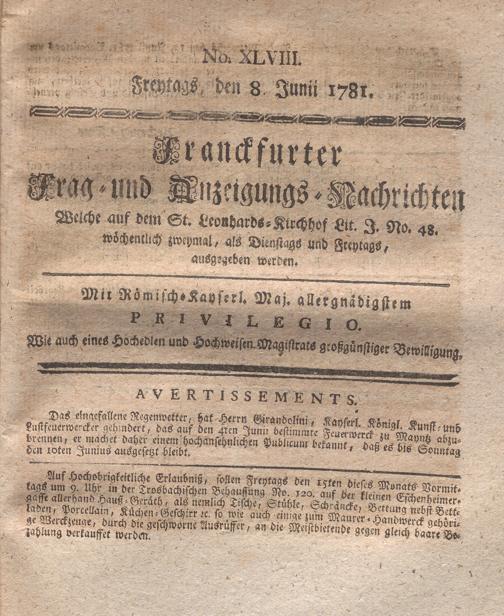 No. XLVIII.
Freytags, den 8. Junii 1781.
Franckfurter
Frag-und Anzeigungs-Nachrichten
Welche auf dem St. Leonhards-Kirchhof Lit. J. No. 48.
wöchentlich zweymal, als Dienstags und Freytags,
ausgegeben werden.
Mit Römisch-Kayserl. Maj. allergnädigstem
PRIVILEGIO.
Wie auch eines Hochedlen und Hochweisen Magistrats großgünstiger Bewilligung.
AVERTISSEMENTS.
Das eingefallene Regenwetter, hat Herrn Girandolini, Kayserl. Königl. Kunst-und
Lustfeuerwercker gehindert, das auf den 4ten Junii bestimmte Feuerwerck zu Mayntz abzu-
brennen, er machet daher einem hochansehnlichen Publicum bekannt, daß es bis Sonntag
den 10ten Junius ausgesetzt bleibt.
Auf Hochobrigkeitliche Erlaubniß, sollen Freytags den 15ten dieses Monats Vormit-
tags um 9. Uhr in der Trosbachischen Behaussung No. 120. auf der kleinen Eschenheimer-
gasse allerhand Hauß-Geräth, als nemlich Tische, Stühle, Schräncke, Bettung nebst Bett-
laden, Porcellain, Küchen-Geschirr ꝛc. so wie auch einige zum Maurer-Handwerck gehöri-
ge Werckzeuge, durch die geschworne Ausrüffer, an die Meistbietende gegen gleich baare Be-
zahlung verkauffet werden.